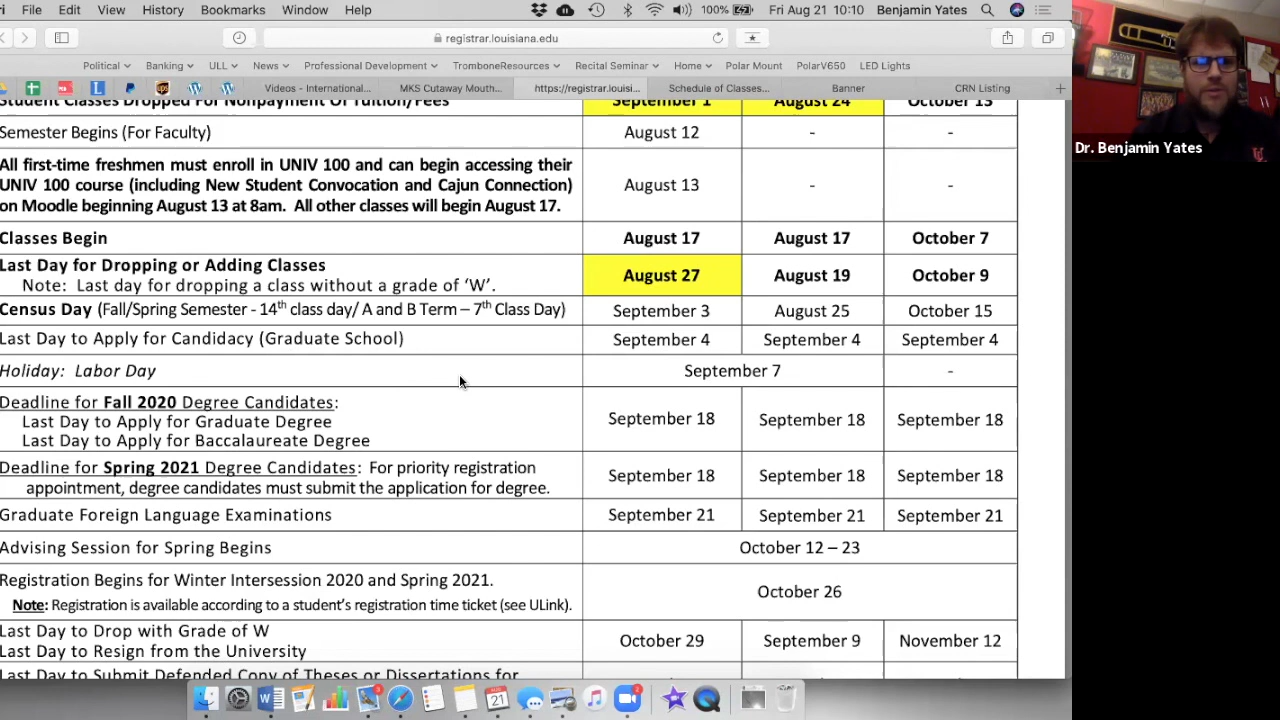 ri File Edit View History Bookmarks Window Help 100% Fri Aug 21 10:10 Benjamin Yates
registrar.louisiana.edu
Political Banking ULL News Professional Development TromboneResources Recital Seminar Home Polar Mount PolarV650 LED Lights
Videos - International... MKS Cutaway Mouth... https://registrar.louisi... Schedule of Classes... Banner CRN Listing
Student Classes Dropped For Nonpayment Of Tuition/Fees September 1 August 24 October 13
Semester Begins (For Faculty) August 12 - -
All first-time freshmen must enroll in UNIV 100 and can begin accessing their
UNIV 100 course (including New Student Convocation and Cajun Connection) August 13 - -
on Moodle beginning August 13 at 8am. All other classes will begin August 17.
Classes Begin August 17 August 17 October 7
Last Day for Dropping or Adding Classes August 27 August 19 October 9
Note: Last day for dropping a class without a grade of ‘W’.
Census Day (Fall/Spring Semester - 14th class day/ A and B Term – 7th Class Day) September 3 August 25 October 15
Last Day to Apply for Candidacy (Graduate School) September 4 September 4 September 4
Holiday: Labor Day September 7 -
Deadline for Fall 2020 Degree Candidates:
Last Day to Apply for Graduate Degree September 18 September 18 September 18
Last Day to Apply for Baccalaureate Degree
Deadline for Spring 2021 Degree Candidates: For priority registration September 18 September 18 September 18
appointment, degree candidates must submit the application for degree.
Graduate Foreign Language Examinations September 21 September 21 September 21
Advising Session for Spring Begins October 12 – 23
Registration Begins for Winter Intersession 2020 and Spring 2021. October 26
Note: Registration is available according to a student’s registration time ticket (see ULink).
Last Day to Drop with Grade of W October 29 September 9 November 12
Last Day to Resign from the University
Last Day to Submit Defended Copy of Theses or Dissertations for
Dr. Benjamin Yates